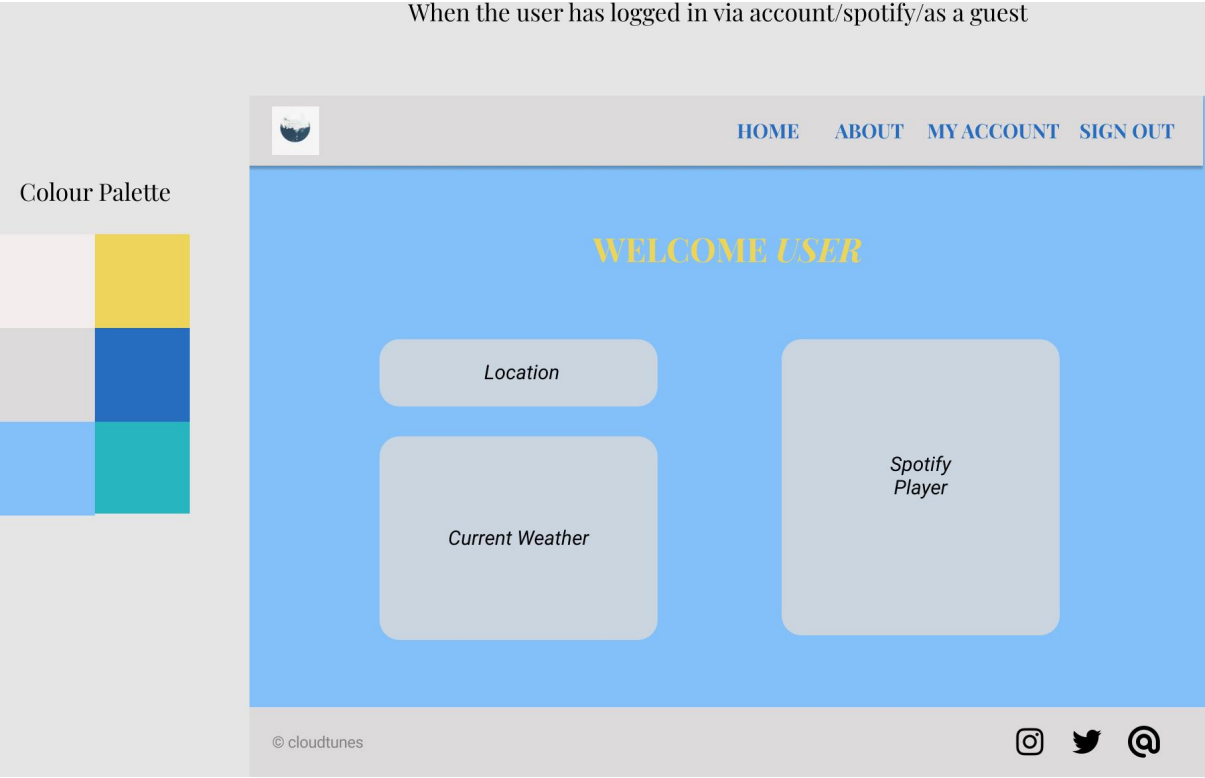 When the user has logged in via account/spotify/as a guest
HOME ABOUT MY ACCOUNT SIGN OUT
Colour Palette
WELCOME USER
Location
Spotify
Player
Current Weather
© cloudtunes